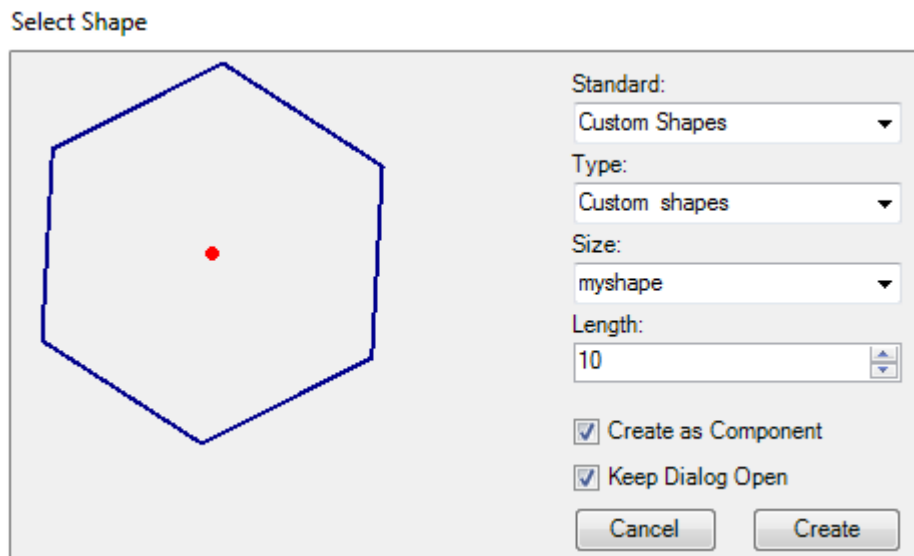 Select Shape
Standard:
Custom Shapes
Type:
Custom shapes
Size:
myshape
Length:
10
Create as Component
Keep Dialog Open
Cancel
Create